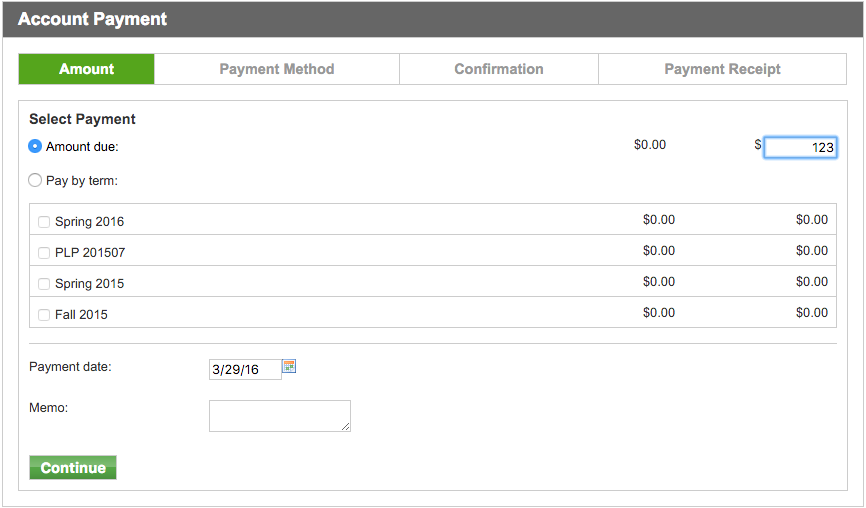 Account Payment
Amount Payment Method Confirmation Payment Receipt
Select Payment
Amount due: $0.00 $ 123
Pay by term:
Spring 2016 $0.00 $0.00
PLP 201507 $0.00 $0.00
Spring 2015 $0.00 $0.00
Fall 2015 $0.00 $0.00
Payment date: 3/29/16
Memo:
Continue